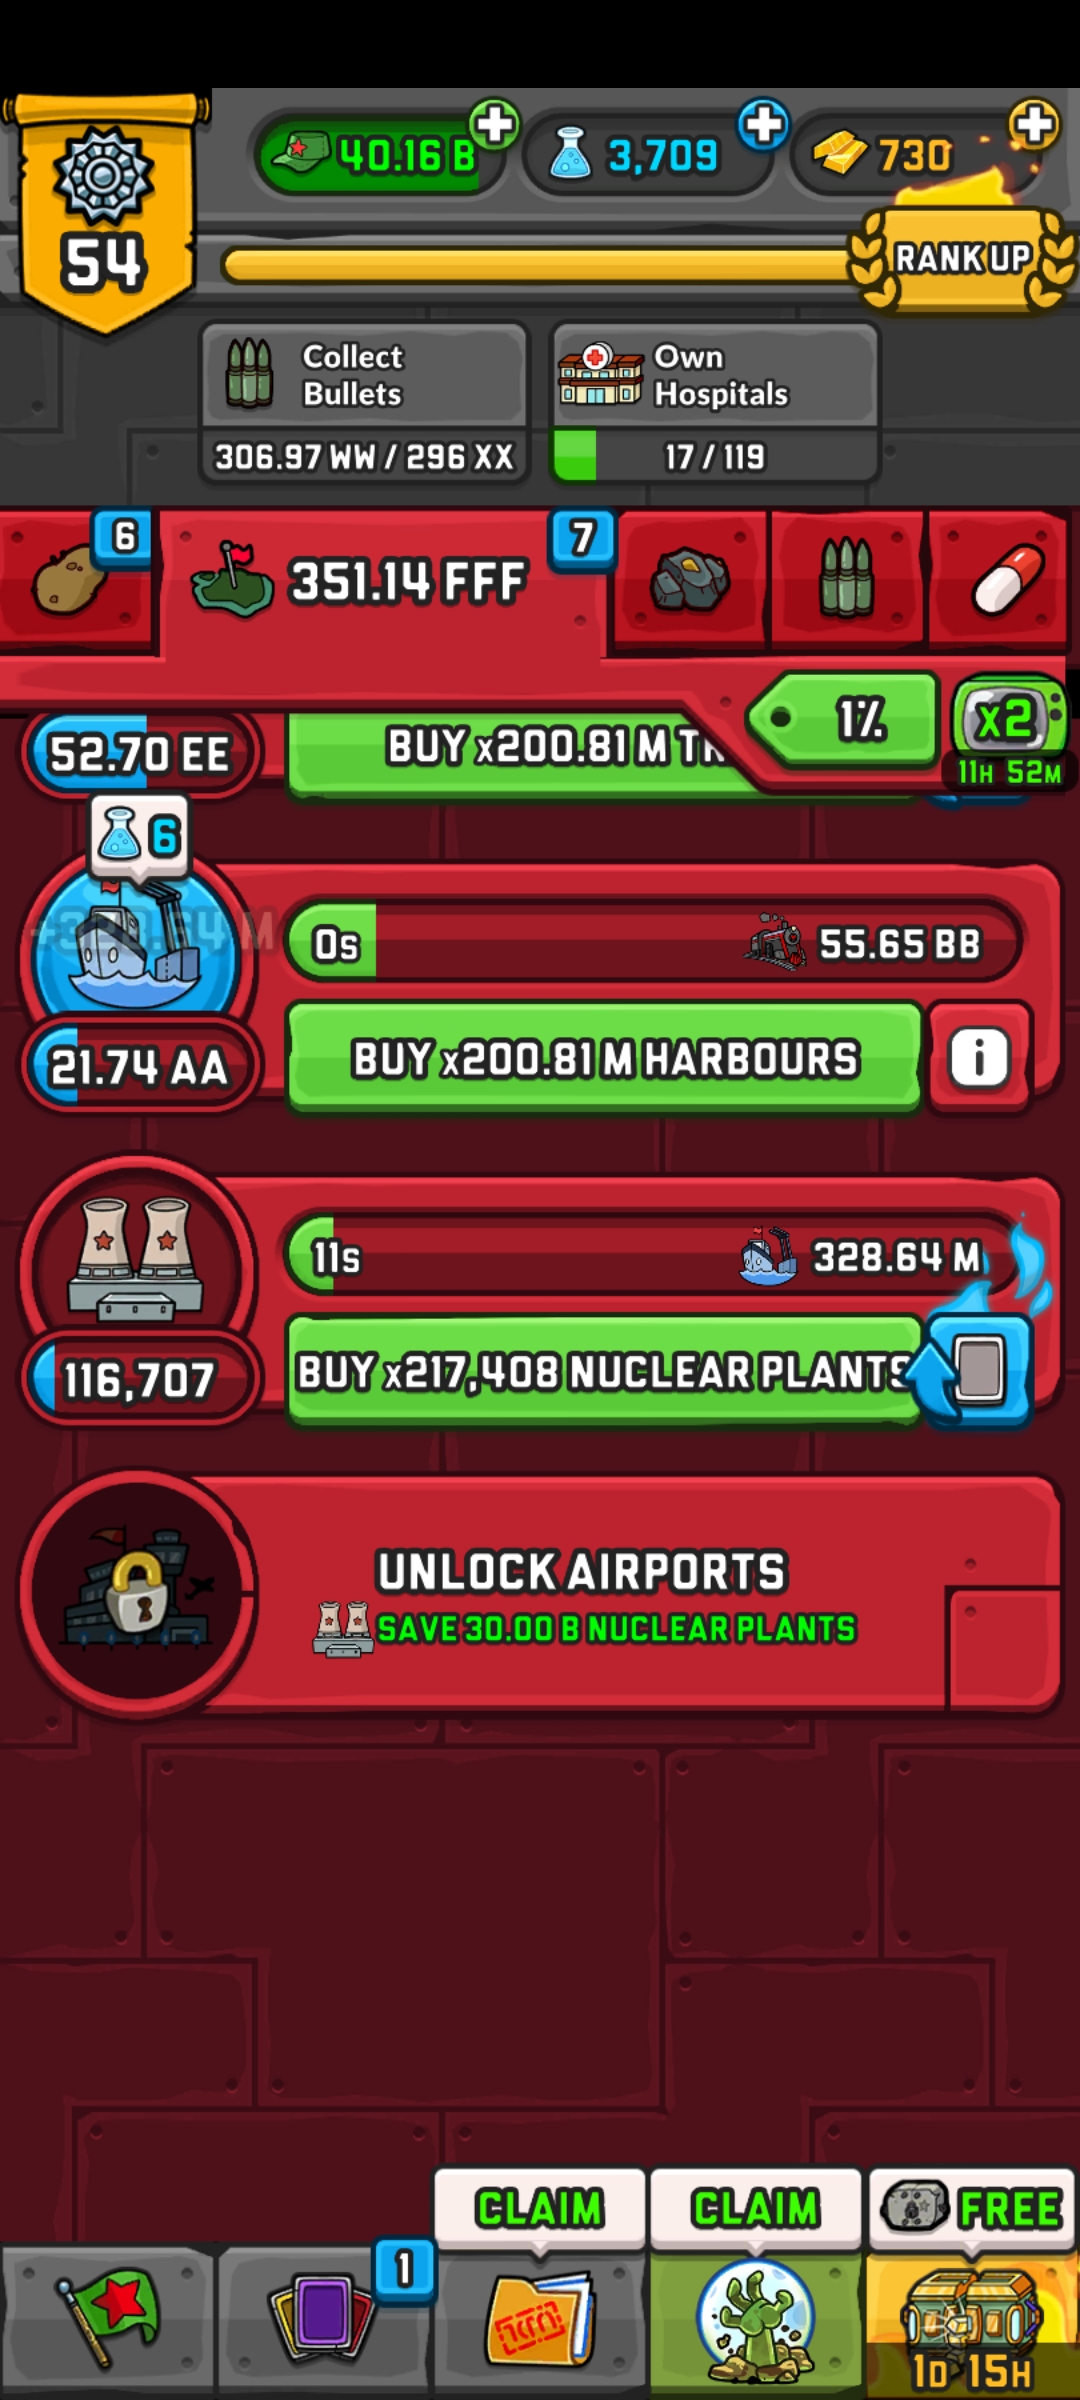 40.16 B
3,709
730
54
RANK UP
Collect
Bullets
306.97 WW / 296 XX
Own
Hospitals
17 / 119
6
351.14 FFF
7
1%
x2
11H 52M
52.70 EE
BUY x200.81 M
6
0s
55.65 BB
21.74 AA
BUY x200.81 M HARBOURS
i
11s
328.64 M
116,707
BUY x217,408 NUCLEAR PLANTS
UNLOCK AIRPORTS
SAVE 30.00 B NUCLEAR PLANTS
CLAIM
CLAIM
FREE
1
1D 15H